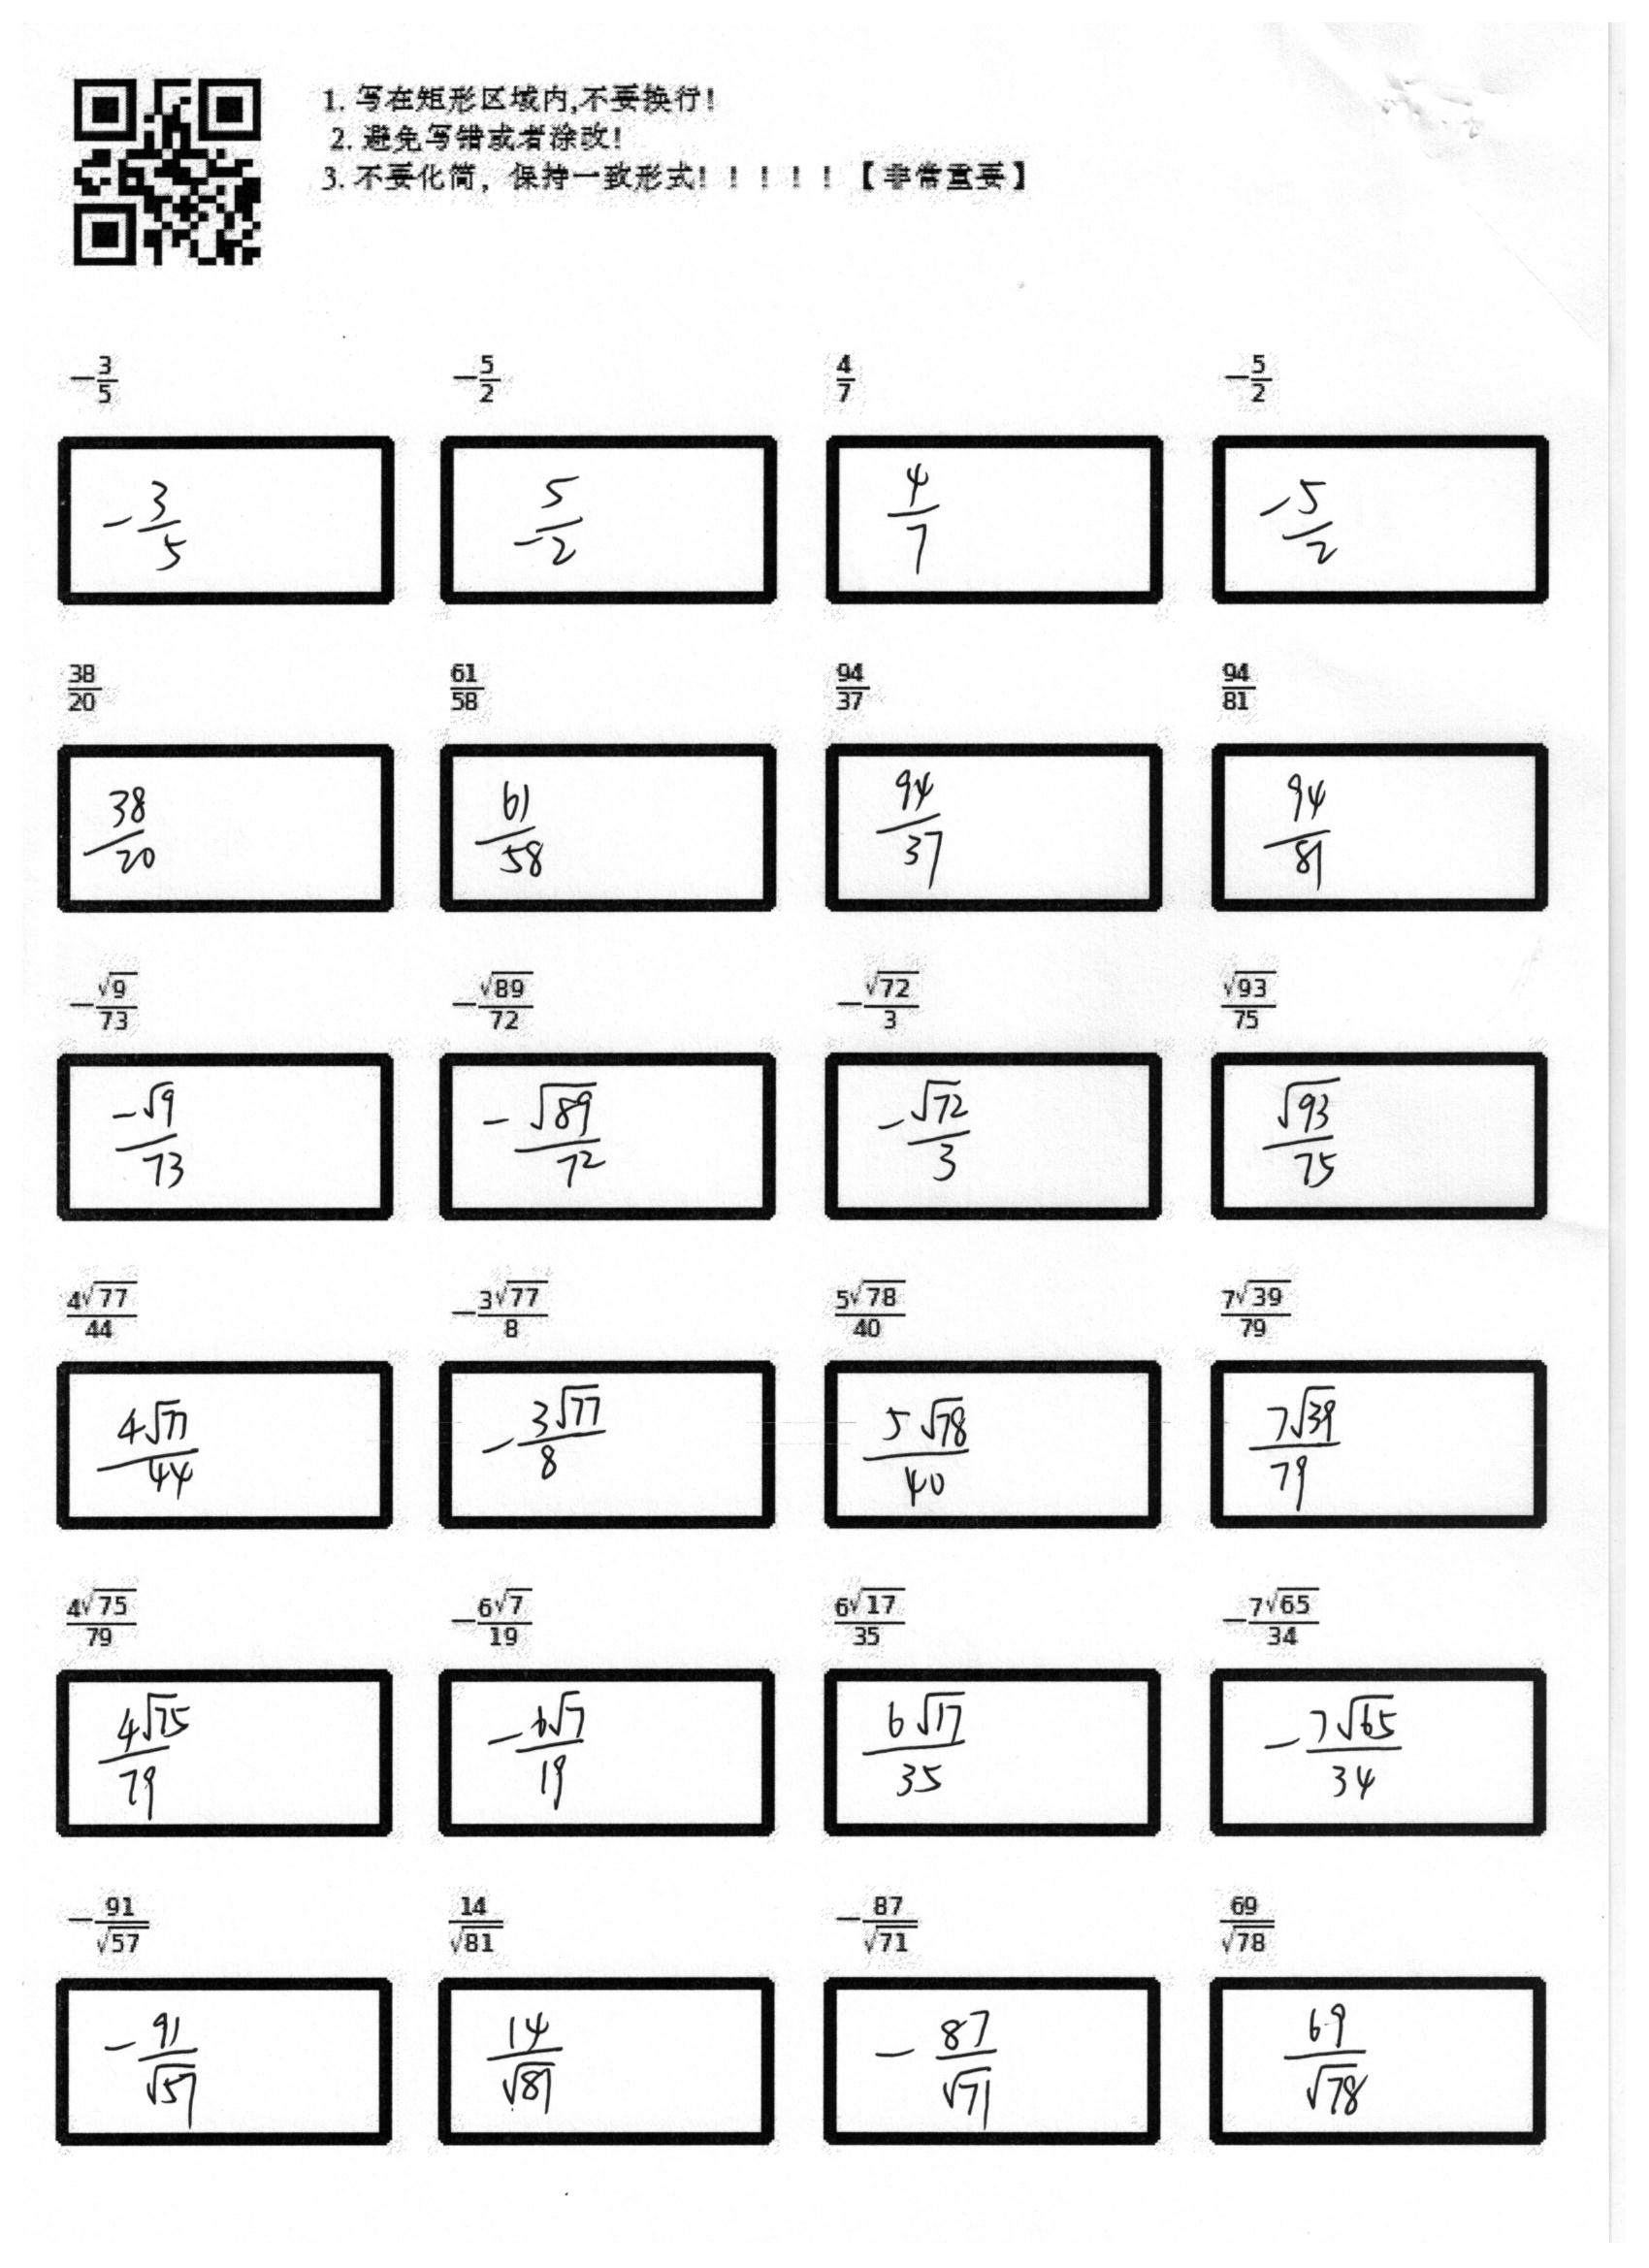 1. 写在矩形区域内,不要换行!
2. 避免写错或者涂改!
3. 不要化简，保持一致形式！！！！！【非常重要】
$-\frac{3}{5}$ $-\frac{5}{2}$ $\frac{4}{7}$ $-\frac{5}{2}$
$-\frac{3}{5}$ $-\frac{5}{2}$ $\frac{4}{7}$ $-\frac{5}{2}$
$\frac{38}{20}$ $\frac{61}{58}$ $\frac{94}{37}$ $\frac{94}{81}$
$\frac{38}{20}$ $\frac{61}{58}$ $\frac{94}{37}$ $\frac{94}{81}$
$-\frac{\sqrt{9}}{73}$ $-\frac{\sqrt{89}}{72}$ $-\frac{\sqrt{72}}{3}$ $\frac{\sqrt{93}}{75}$
$\frac{-\sqrt{9}}{73}$ $-\frac{\sqrt{89}}{72}$ $-\frac{\sqrt{72}}{3}$ $\frac{\sqrt{93}}{75}$
$\frac{4\sqrt{77}}{44}$ $-\frac{3\sqrt{77}}{8}$ $\frac{5\sqrt{78}}{40}$ $\frac{7\sqrt{39}}{79}$
$\frac{4\sqrt{77}}{44}$ $-\frac{3\sqrt{77}}{8}$ $\frac{5\sqrt{78}}{40}$ $\frac{7\sqrt{39}}{79}$
$\frac{4\sqrt{75}}{79}$ $-\frac{6\sqrt{7}}{19}$ $\frac{6\sqrt{17}}{35}$ $-\frac{7\sqrt{65}}{34}$
$\frac{4\sqrt{75}}{79}$ $-\frac{6\sqrt{7}}{19}$ $\frac{6\sqrt{17}}{35}$ $-\frac{7\sqrt{65}}{34}$
$-\frac{91}{\sqrt{57}}$ $\frac{14}{\sqrt{81}}$ $-\frac{87}{\sqrt{71}}$ $\frac{69}{\sqrt{78}}$
$-\frac{91}{\sqrt{57}}$ $\frac{14}{\sqrt{81}}$ $-\frac{87}{\sqrt{71}}$ $\frac{69}{\sqrt{78}}$